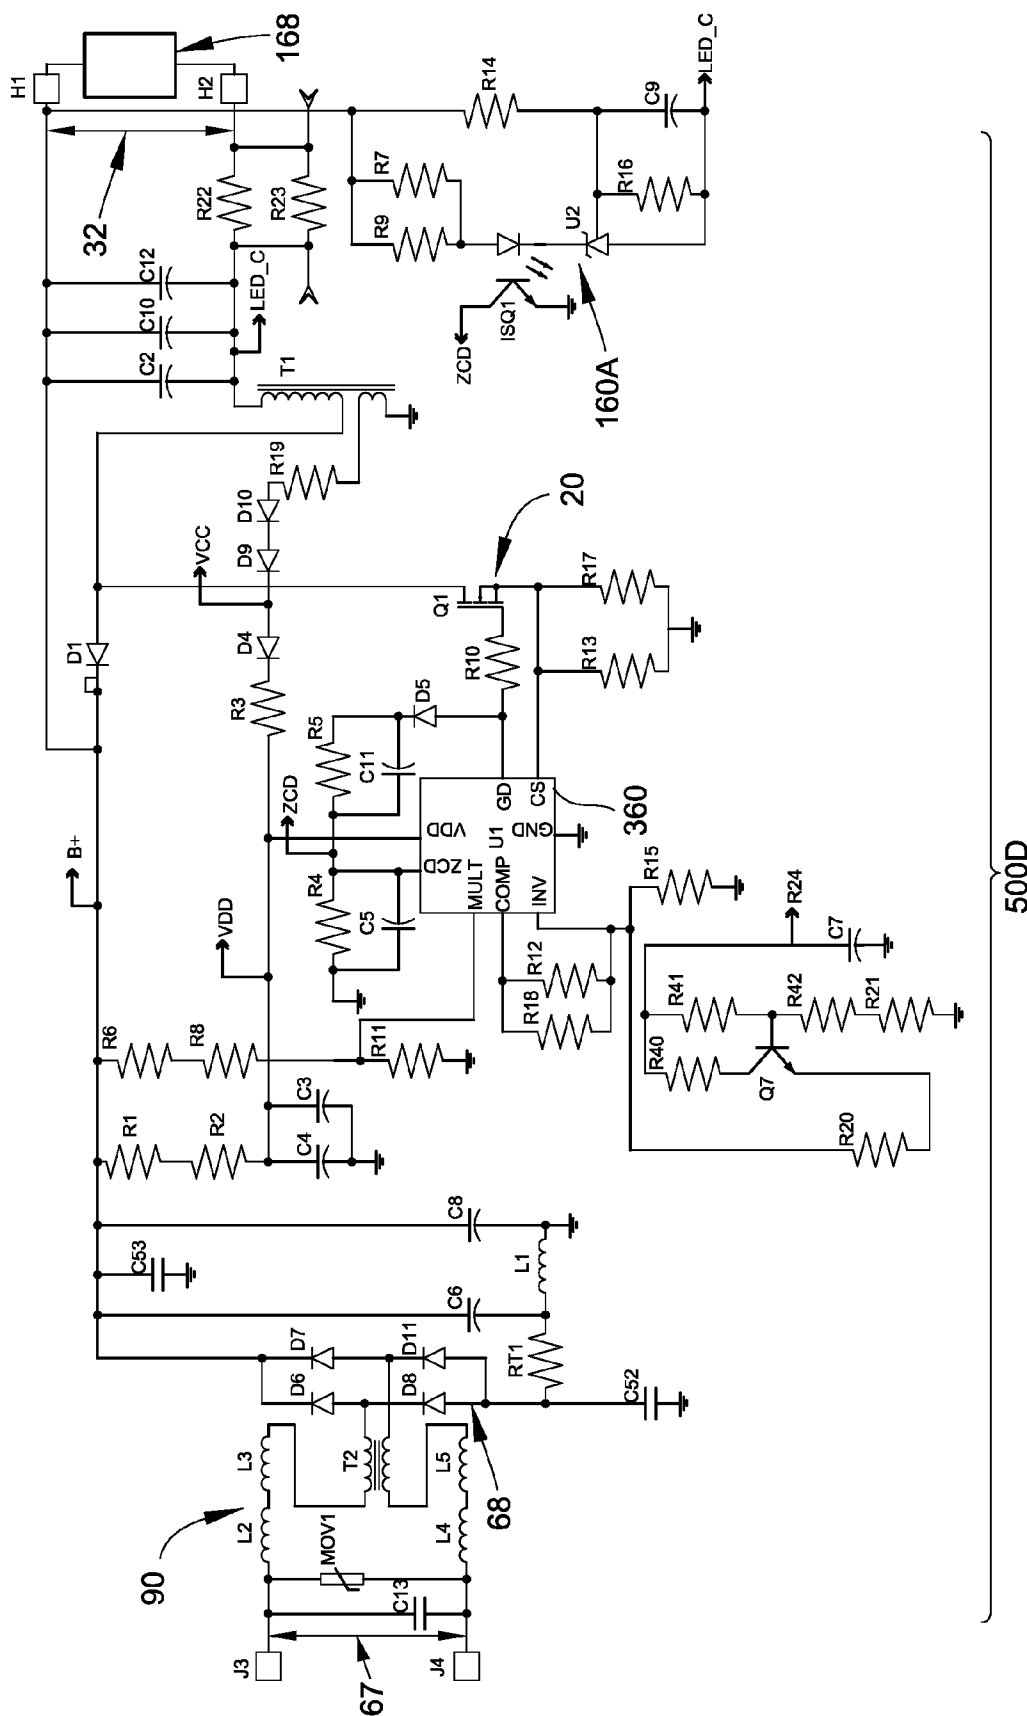 H1
168
H2
32
R22
R23
C12
C10
C2
LED_C
T1
R14
C9
LED_C
R7
R9
R16
U2
ISQ1
ZCD
160A
R19
D10
D9
VCC
D4
R3
D1
B+
Q1
20
R10
R17
R13
D5
R5
C11
ZCD
R4
C5
VDD
VDD
ZCD
MULT
COMP
INV
U1
GD
CS
GND
360
R15
R12
R18
R6
R8
R11
R1
R2
C3
C4
R24
C7
R41
R42
R21
R40
Q7
R20
C8
C53
C6
L1
RT1
C52
D7
D11
D6
D8
68
T2
L3
L5
L2
L4
90
MOV1
C13
J3
J4
67
500D